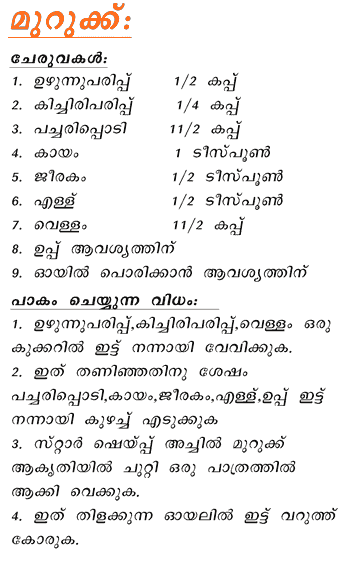 മുറുക്ക്:
ചേരുവകൾ:
1. ഉഴുന്നുപരിപ്പ് 1/2 കപ്പ്
2. കിച്ചിരിപരിപ്പ് 1/4 കപ്പ്
3. പച്ചരിപ്പൊടി 11/2 കപ്പ്
4. കായം 1 ടീസ്പൂൺ
5. ജീരകം 1/2 ടീസ്പൂൺ
6. എള്ള് 1/2 ടീസ്പൂൺ
7. വെള്ളം 11/2 കപ്പ്
8. ഉപ്പ് ആവശ്യത്തിന്
9. ഓയിൽ പൊരിക്കാൻ ആവശ്യത്തിന്
പാകം ചെയ്യുന്ന വിധം:
1. ഉഴുന്നുപരിപ്പ്,കിച്ചിരിപരിപ്പ്,വെള്ളം ഒരു
കുക്കറിൽ ഇട്ട് നന്നായി വേവിക്കുക.
2. ഇത് തണിഞ്ഞതിനു ശേഷം
പച്ചരിപ്പൊടി,കായം,ജീരകം,എള്ള്,ഉപ്പ് ഇട്ട്
നന്നായി കുഴച്ച് എടുക്കുക
3. സ്റ്റാർ ഷെയ്പ്പ് അച്ചിൽ മുറുക്ക്
ആകൃതിയിൽ ചുറ്റി ഒരു പാത്രത്തിൽ
ആക്കി വെക്കുക.
4. ഇത് തിളക്കുന്ന ഓയലിൽ ഇട്ട് വറുത്ത്
കോരുക.